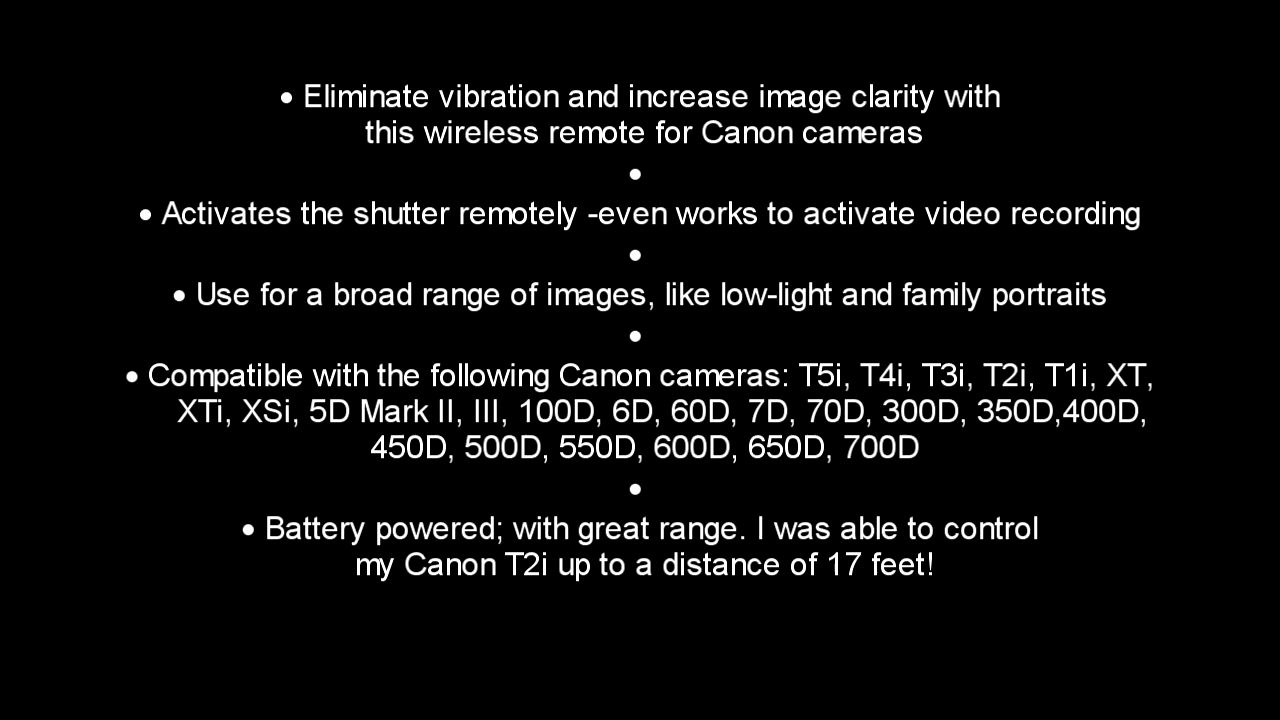 • Eliminate vibration and increase image clarity with
this wireless remote for Canon cameras
•
• Activates the shutter remotely -even works to activate video recording
•
• Use for a broad range of images, like low-light and family portraits
•
• Compatible with the following Canon cameras: T5i, T4i, T3i, T2i, T1i, XT,
XTi, XSi, 5D Mark II, III, 100D, 6D, 60D, 7D, 70D, 300D, 350D,400D,
450D, 500D, 550D, 600D, 650D, 700D
•
• Battery powered; with great range. I was able to control
my Canon T2i up to a distance of 17 feet!